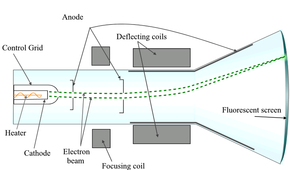 Anode
Control Grid
Deflecting coils
Fluorescent screen
Heater
Cathode
Electron
beam
Focusing coil